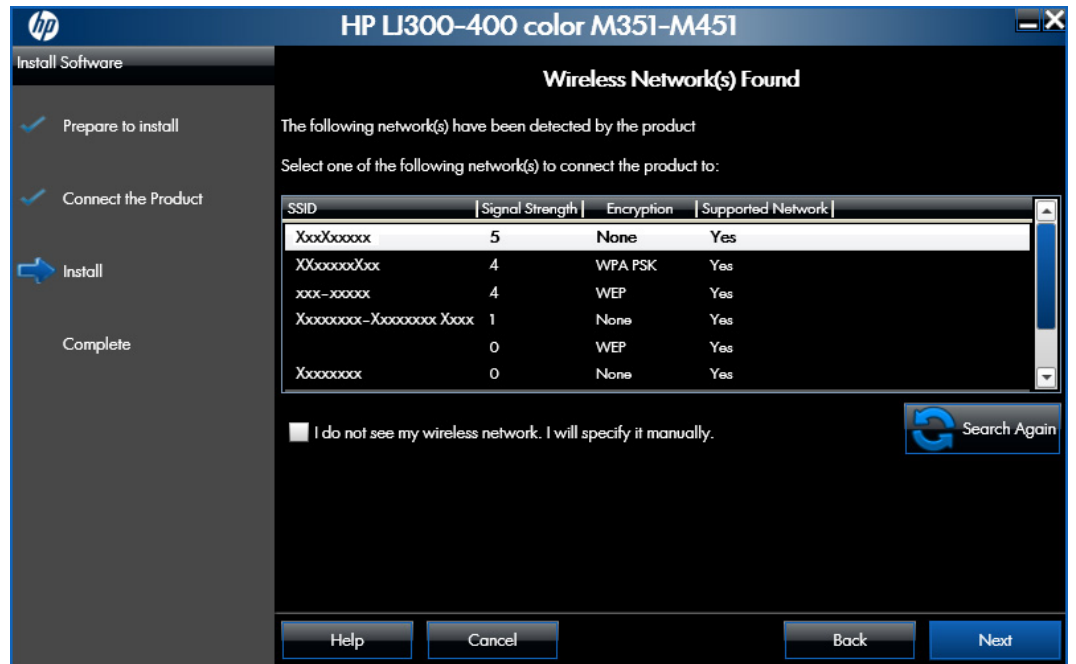 hp
HP LJ300-400 color M351-M451
Install Software
Prepare to install
Connect the Product
Install
Complete
Wireless Network(s) Found
The following network(s) have been detected by the product
Select one of the following network(s) to connect the product to:
SSID Signal Strength Encryption Supported Network
XxxXxxxxx 5 None Yes
XXxxxxxXxx 4 WPA PSK Yes
xxx-xxxxx 4 WEP Yes
Xxxxxxxx-Xxxxxxxx Xxxx 1 None Yes
0 WEP Yes
Xxxxxxxx 0 None Yes
I do not see my wireless network. I will specify it manually.
Search Again
Help Cancel Back Next